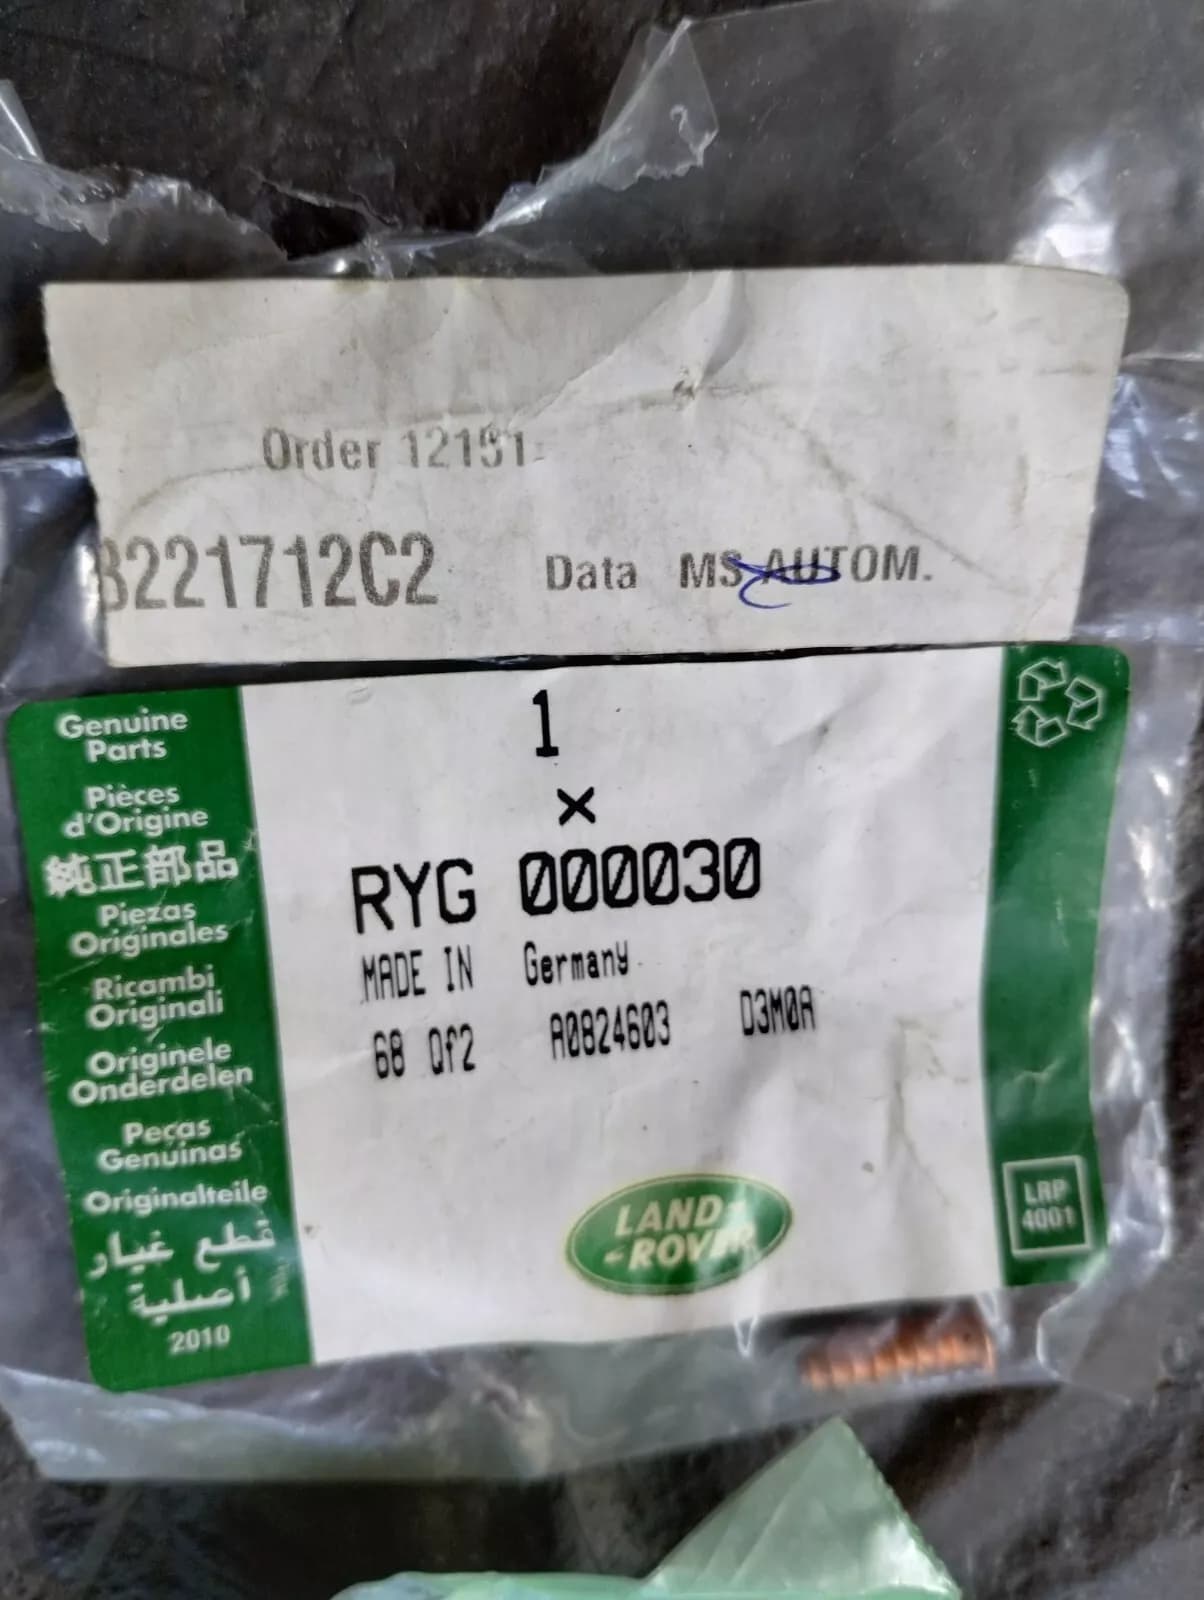 Order 12151
3221712C2 Data MS AUTOM.
Genuine
Parts
Pièces
d'Origine
純正部品
Piezas
Originales
Ricambi
Originali
Originele
Onderdelen
Peças
Genuínas
Originalteile
قطع غيار
أصلية
2010
1
×
RYG 000030
MADE IN Germany
68 Qf2 A0824603 D3M0A
LAND-
-ROVER
LRP
4001